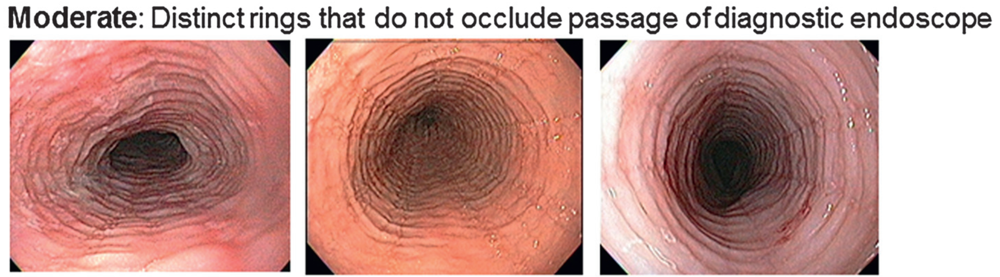 Moderate: Distinct rings that do not occlude passage of diagnostic endoscope